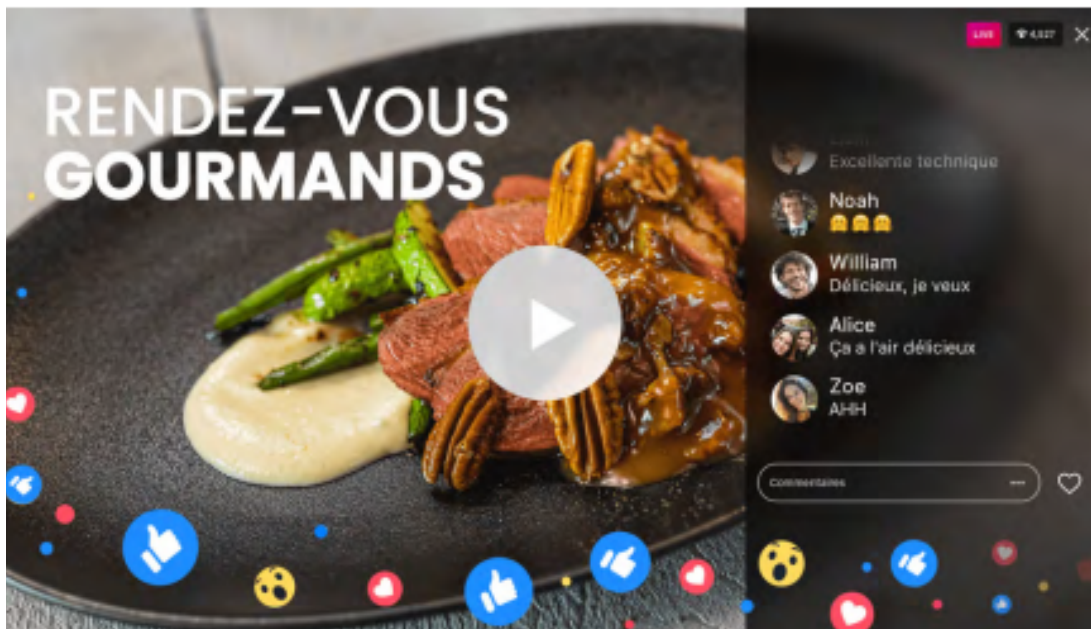 RENDEZ-VOUS
GOURMANDS
LIVE
4,527
Excellente technique
Noah
🤗🤗🤗
William
Délicieux, je veux
Alice
Ça a l'air délicieux
Zoe
AHH
Commentaires